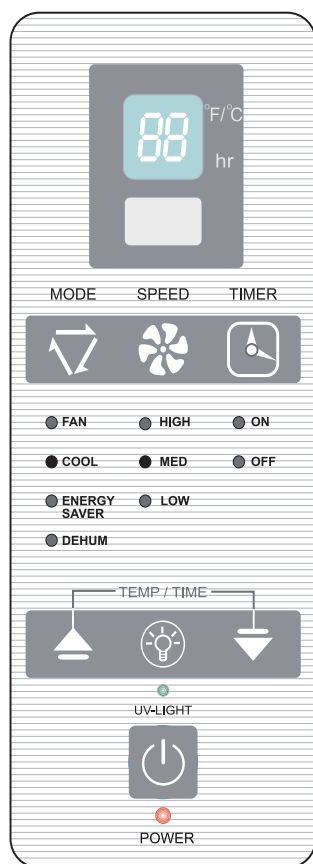 88 °F/°C
hr
MODE SPEED TIMER
FAN HIGH ON
COOL MED OFF
ENERGY SAVER LOW
DEHUM
TEMP / TIME
UV-LIGHT
POWER